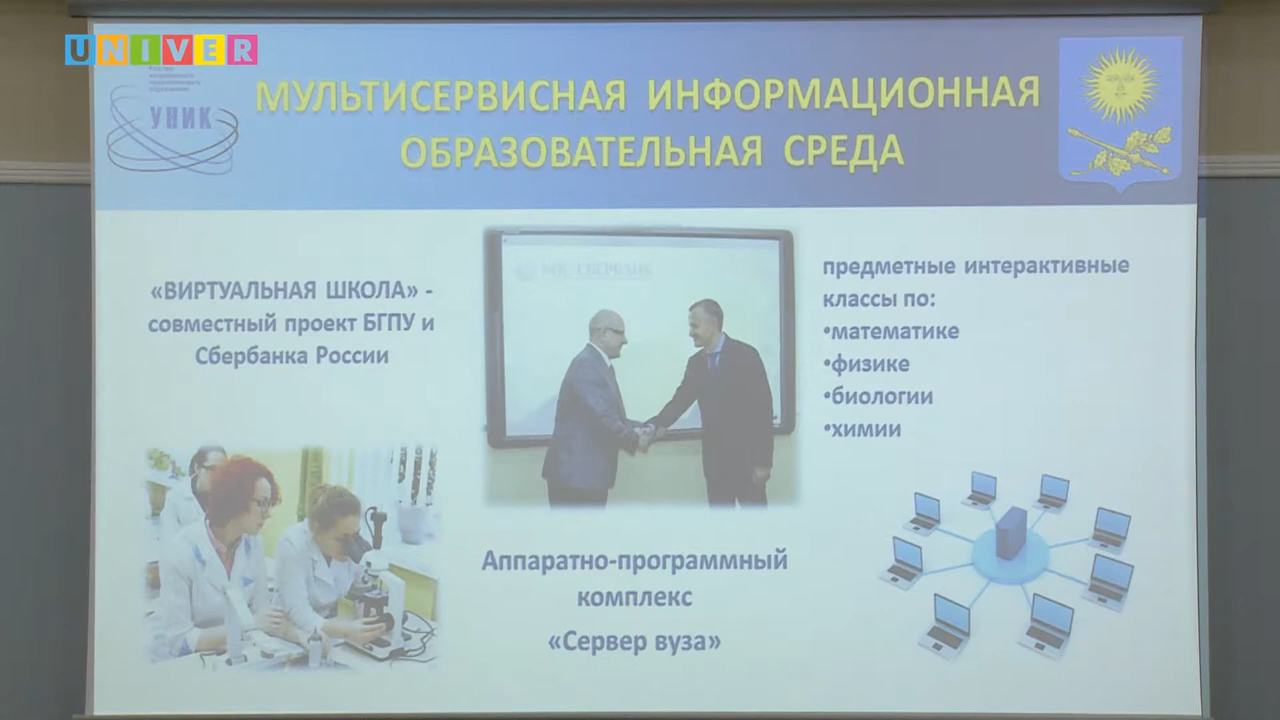 UNIVER
УНИК
МУЛЬТИСЕРВИСНАЯ ИНФОРМАЦИОННАЯ
ОБРАЗОВАТЕЛЬНАЯ СРЕДА
«ВИРТУАЛЬНАЯ ШКОЛА» -
совместный проект БГПУ и
Сбербанка России
СБЕРБАНК
предметные интерактивные
классы по:
•математике
•физике
•биологии
•химии
Аппаратно-программный
комплекс
«Сервер вуза»